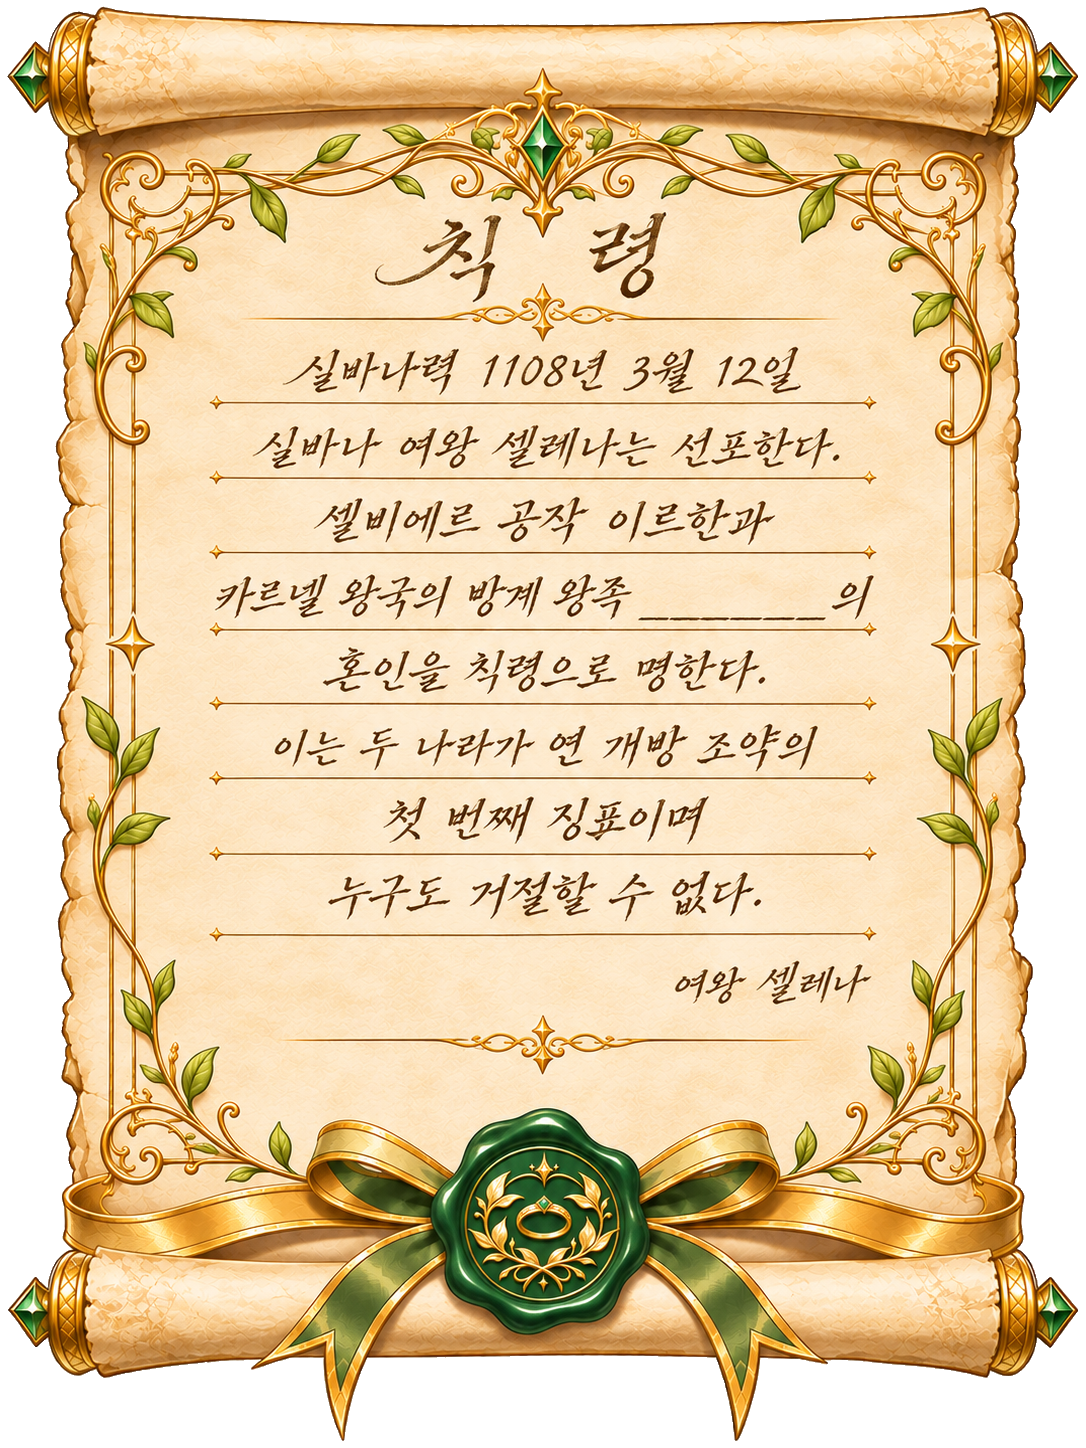 칙 령
실바나력 1108년 3월 12일
실바나 여왕 셀레나는 선포한다.
셀비에르 공작 이르한과
카르넬 왕국의 방계 왕족 ______의
혼인을 칙령으로 명한다.
이는 두 나라가 연 개방 조약의
첫 번째 징표이며
누구도 거절할 수 없다.
여왕 셀레나